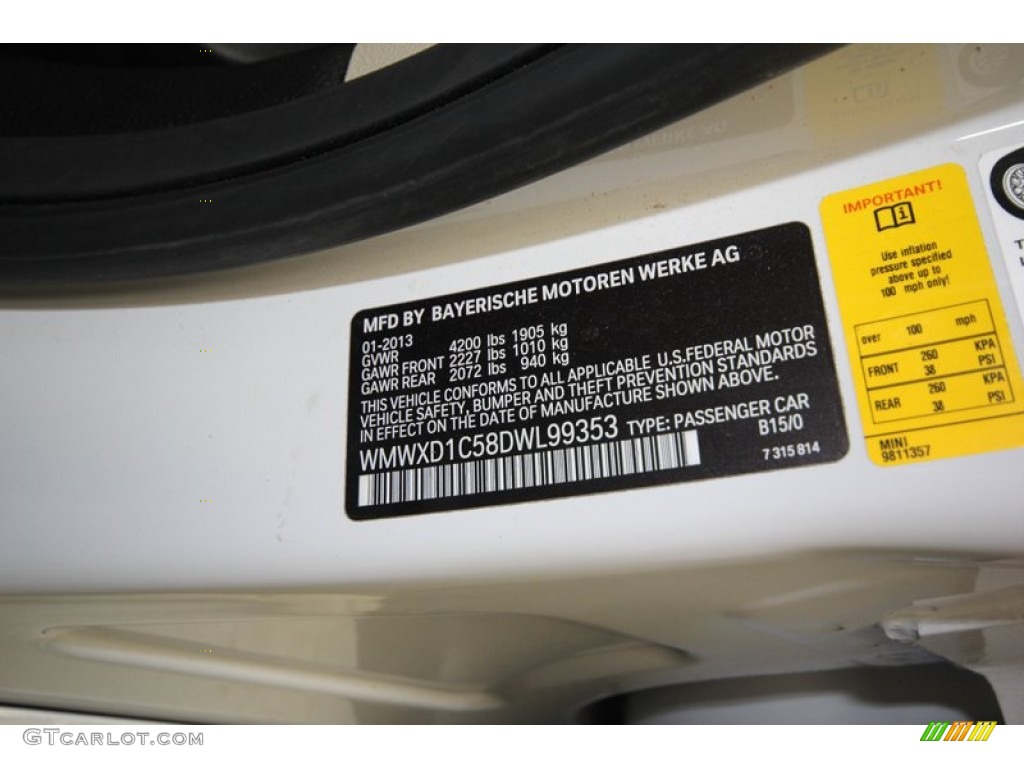 MFD BY BAYERISCHE MOTOREN WERKE AG
01-2013
GVWR 4200 lbs 1905 kg
GAWR FRONT 2227 lbs 1010 kg
GAWR REAR 2072 lbs 940 kg
THIS VEHICLE CONFORMS TO ALL APPLICABLE U.S.FEDERAL MOTOR
VEHICLE SAFETY, BUMPER AND THEFT PREVENTION STANDARDS
IN EFFECT ON THE DATE OF MANUFACTURE SHOWN ABOVE.
WMWXD1C58DWL99353 TYPE: PASSENGER CAR
B15/0
7 315 814
IMPORTANT!
Use inflation
pressure specified
above up to
100 mph only!
over 100 mph
FRONT 260 KPA
38 PSI
REAR 260 KPA
38 PSI
MINI
9811357
GTCARLOT.COM